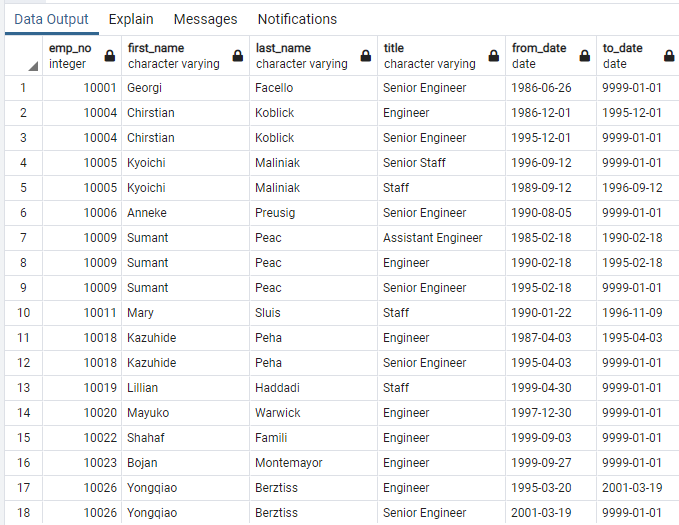 Data Output Explain Messages Notifications
emp_no first_name last_name title from_date to_date
integer character varying character varying character varying date date
1 10001 Georgi Facello Senior Engineer 1986-06-26 9999-01-01
2 10004 Chirstian Koblick Engineer 1986-12-01 1995-12-01
3 10004 Chirstian Koblick Senior Engineer 1995-12-01 9999-01-01
4 10005 Kyoichi Maliniak Senior Staff 1996-09-12 9999-01-01
5 10005 Kyoichi Maliniak Staff 1989-09-12 1996-09-12
6 10006 Anneke Preusig Senior Engineer 1990-08-05 9999-01-01
7 10009 Sumant Peac Assistant Engineer 1985-02-18 1990-02-18
8 10009 Sumant Peac Engineer 1990-02-18 1995-02-18
9 10009 Sumant Peac Senior Engineer 1995-02-18 9999-01-01
10 10011 Mary Sluis Staff 1990-01-22 1996-11-09
11 10018 Kazuhide Peha Engineer 1987-04-03 1995-04-03
12 10018 Kazuhide Peha Senior Engineer 1995-04-03 9999-01-01
13 10019 Lillian Haddadi Staff 1999-04-30 9999-01-01
14 10020 Mayuko Warwick Engineer 1997-12-30 9999-01-01
15 10022 Shahaf Famili Engineer 1999-09-03 9999-01-01
16 10023 Bojan Montemayor Engineer 1999-09-27 9999-01-01
17 10026 Yongqiao Berztiss Engineer 1995-03-20 2001-03-19
18 10026 Yongqiao Berztiss Senior Engineer 2001-03-19 9999-01-01